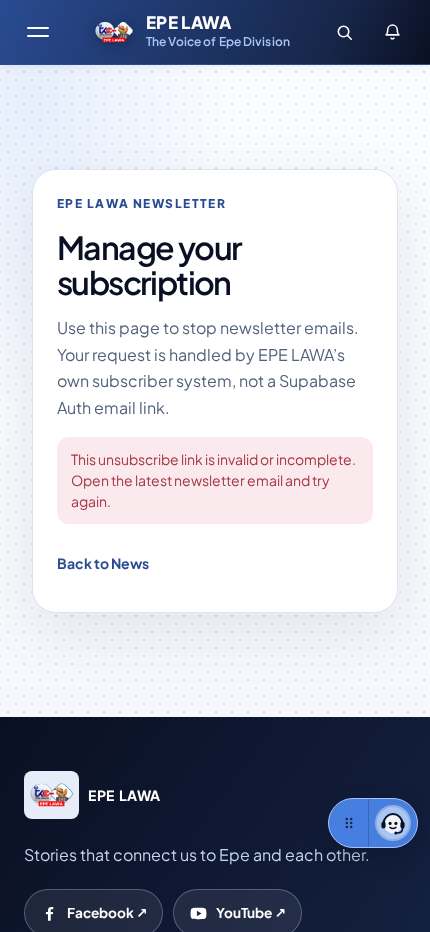 EPE LAWA
The Voice of Epe Division
EPE LAWA NEWSLETTER
Manage your
subscription
Use this page to stop newsletter emails.
Your request is handled by EPE LAWA’s
own subscriber system, not a Supabase
Auth email link.
This unsubscribe link is invalid or incomplete.
Open the latest newsletter email and try
again.
Back to News
EPE LAWA
EPE LAWA
Stories that connect us to Epe and each other.
Facebook ↗
YouTube ↗